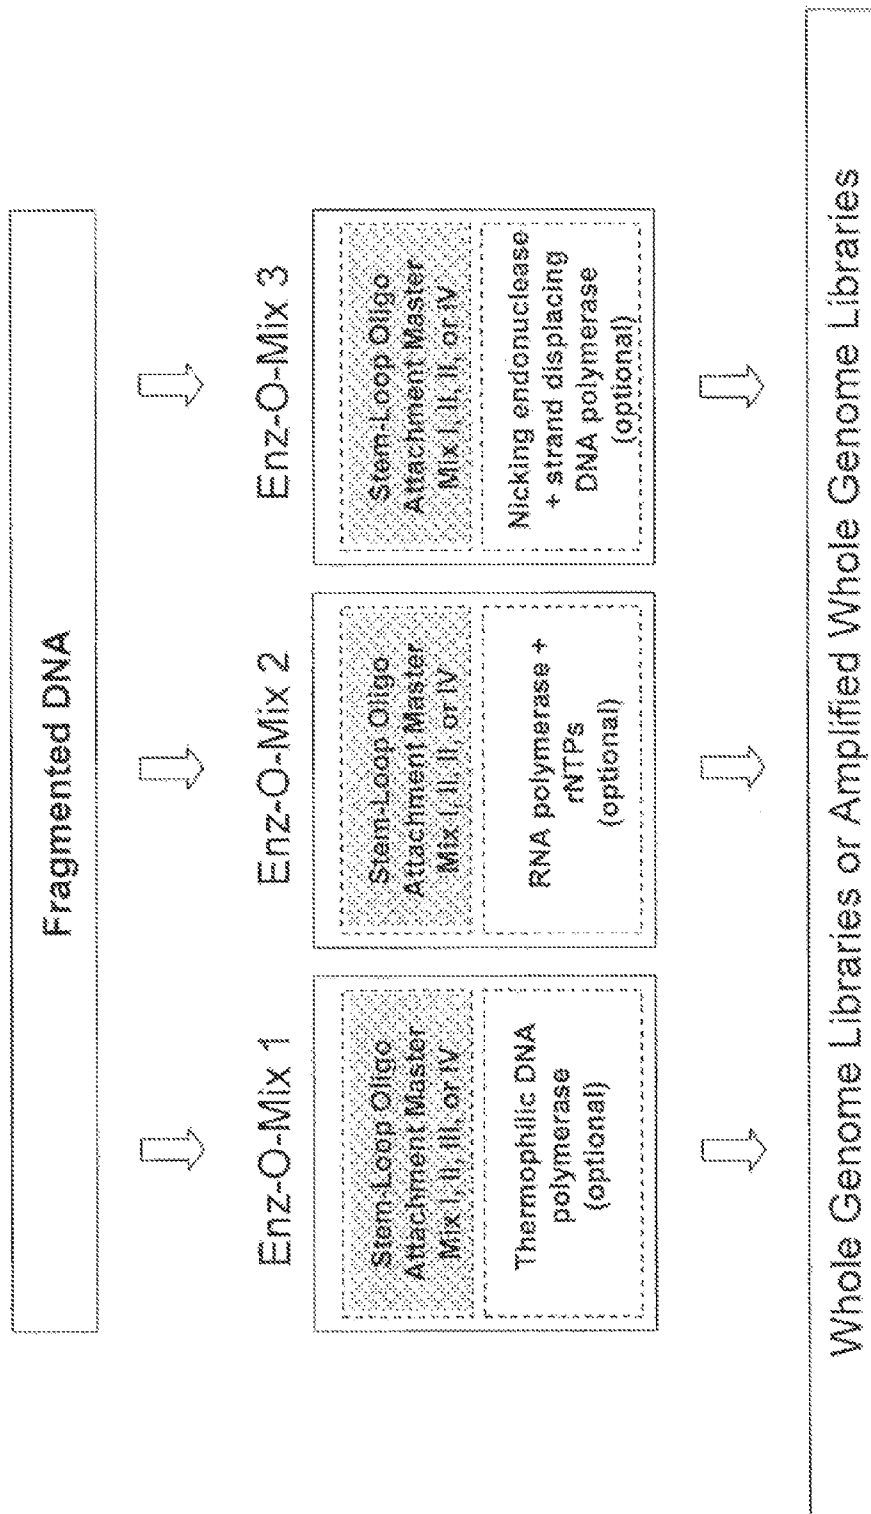 Fragmented DNA
Enz-O-Mix 1
Stem-Loop Oligo
Attachment Master
Mix I, II, III, or IV
Thermophilic DNA
polymerase
(optional)
Enz-O-Mix 2
Stem-Loop Oligo
Attachment Master
Mix I, II, II, or IV
RNA polymerase +
rNTPs
(optional)
Enz-O-Mix 3
Stem-Loop Oligo
Attachment Master
Mix I, II, II, or IV
Nicking endonuclease
+ strand displacing
DNA polymerase
(optional)
Whole Genome Libraries or Amplified Whole Genome Libraries